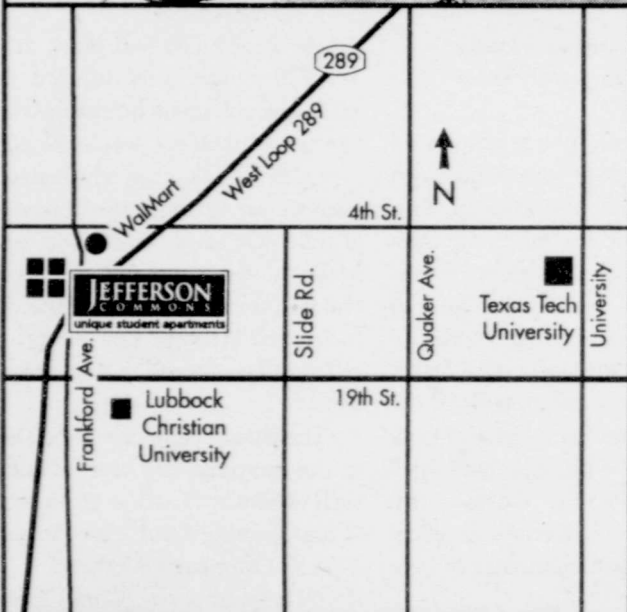 289
West Loop 289
WalMart
N
4th St.
JEFFERSON
COMMONS
unique student apartments
Slide Rd.
Quaker Ave.
Texas Tech
University
University
Frankford Ave.
19th St.
Lubbock
Christian
University